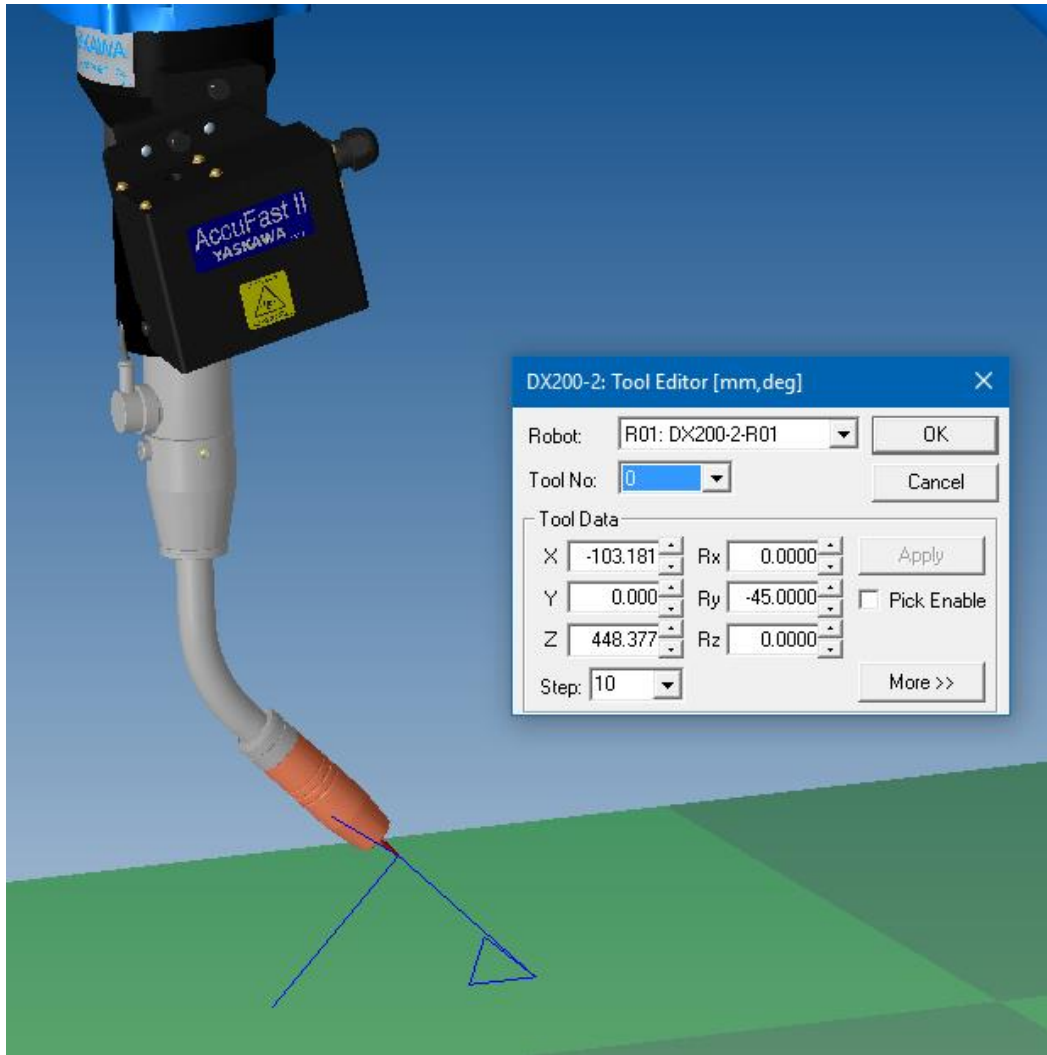 YASKAWA
AccuFast II
YASKAWA
DX200-2: Tool Editor [mm,deg]
Robot: R01: DX200-2-R01 OK
Tool No: 0 Cancel
Tool Data
X -103.181 Rx 0.0000 Apply
Y 0.000 Ry -45.0000 Pick Enable
Z 448.377 Rz 0.0000
Step: 10 More >>